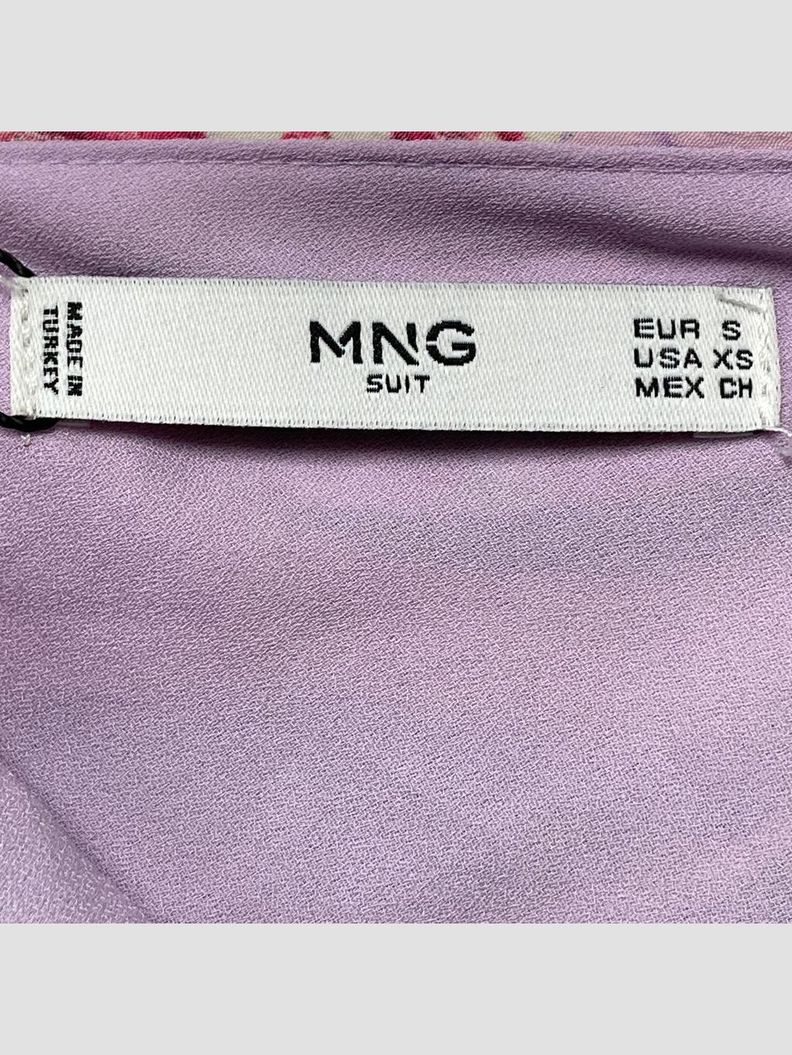 MADE IN
TURKEY
MNG
SUIT
EUR S
USA XS
MEX CH